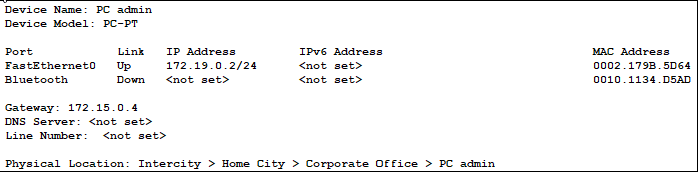 Device Name: PC admin
Device Model: PC-PT
Port Link IP Address IPv6 Address MAC Address
FastEthernet0 Up 172.19.0.2/24 <not set> 0002.179B.5D64
Bluetooth Down <not set> <not set> 0010.1134.D5AD
Gateway: 172.15.0.4
DNS Server: <not set>
Line Number: <not set>
Physical Location: Intercity > Home City > Corporate Office > PC admin